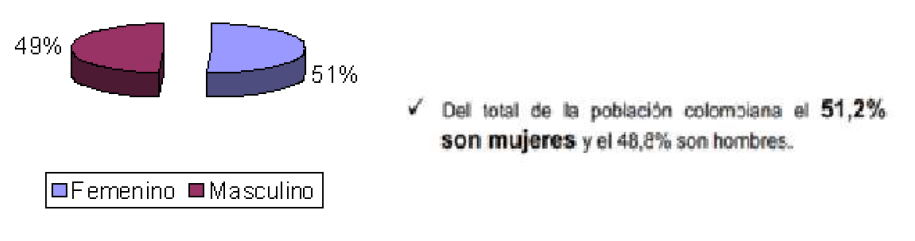 49%
51%
Femenino Masculino
✓ Del total de la población colombiana el 51,2%
son mujeres y el 48,8% son hombres.